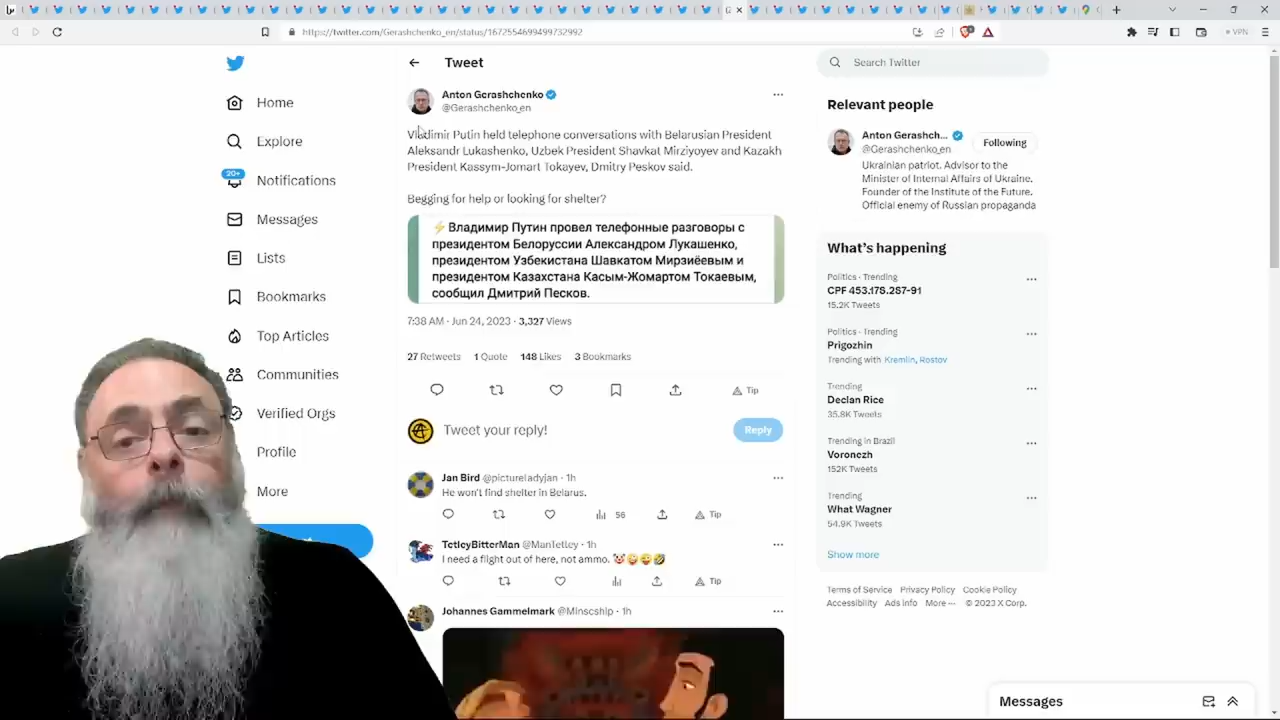 https://twitter.com/Gerashchenko_en/status/1672554699499732992
VPN
Home
Explore
20+
Notifications
Messages
Lists
Bookmarks
Top Articles
Communities
Verified Orgs
Profile
More
Tweet
Anton Gerashchenko
@Gerashchenko_en
Vladimir Putin held telephone conversations with Belarusian President
Aleksandr Lukashenko, Uzbek President Shavkat Mirziyoyev and Kazakh
President Kassym-Jomart Tokayev, Dmitry Peskov said.
Begging for help or looking for shelter?
⚡Владимир Путин провел телефонные разговоры с
президентом Белоруссии Александром Лукашенко,
президентом Узбекистана Шавкатом Мирзиёевым и
президентом Казахстана Касым-Жомартом Токаевым,
сообщил Дмитрий Песков.
7:38 AM · Jun 24, 2023 · 3,327 Views
27 Retweets 1 Quote 148 Likes 3 Bookmarks
Tip
Tweet your reply!
Reply
Jan Bird @pictureladyjan · 1h
He won't find shelter in Belarus.
56
Tip
TetleyBitterMan @ManTetley · 1h
I need a flight out of here, not ammo. 🤡🤪😜🤣
Tip
Johannes Gammelmark @Minscship · 1h
Search Twitter
Relevant people
Anton Gerashch...
@Gerashchenko_en
Following
Ukrainian patriot. Advisor to the
Minister of Internal Affairs of Ukraine.
Founder of the Institute of the Future.
Official enemy of Russian propaganda
What's happening
Politics · Trending
CPF 453.178.287-91
15.2K Tweets
Politics · Trending
Prigozhin
Trending with Kremlin, Rostov
Trending
Declan Rice
35.8K Tweets
Trending in Brazil
Voronezh
152K Tweets
Trending
What Wagner
54.9K Tweets
Show more
Terms of Service Privacy Policy Cookie Policy
Accessibility Ads info More ··· © 2023 X Corp.
Messages